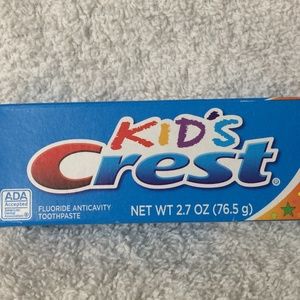 KID'S
Crest®
ADA
Accepted
FLUORIDE ANTICAVITY
TOOTHPASTE
NET WT 2.7 OZ (76.5 g)